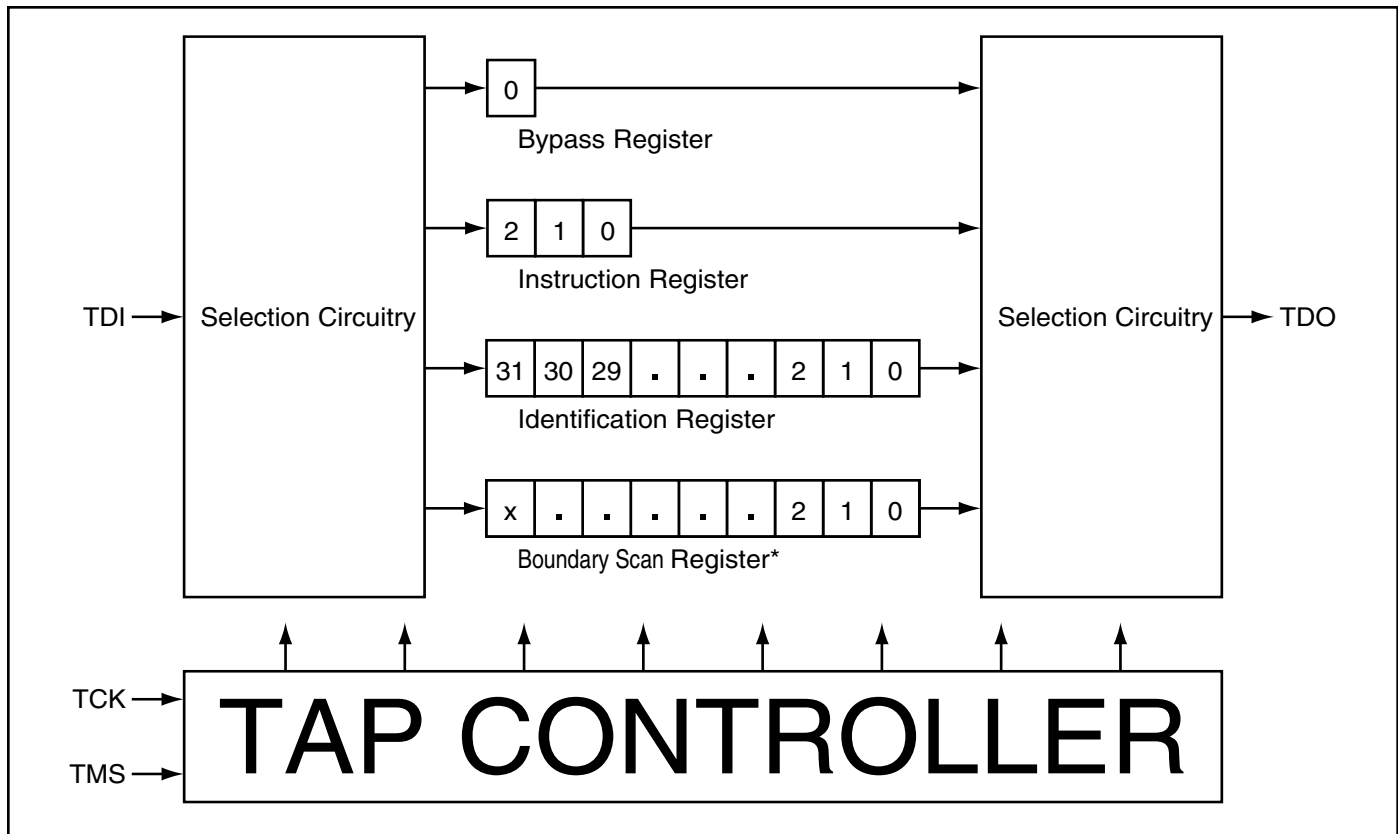 0
Bypass Register
2 1 0
Instruction Register
TDI
Selection Circuitry
Selection Circuitry
TDO
31 30 29 . . . 2 1 0
Identification Register
x . . . . . 2 1 0
Boundary Scan Register*
TCK
TMS
TAP CONTROLLER